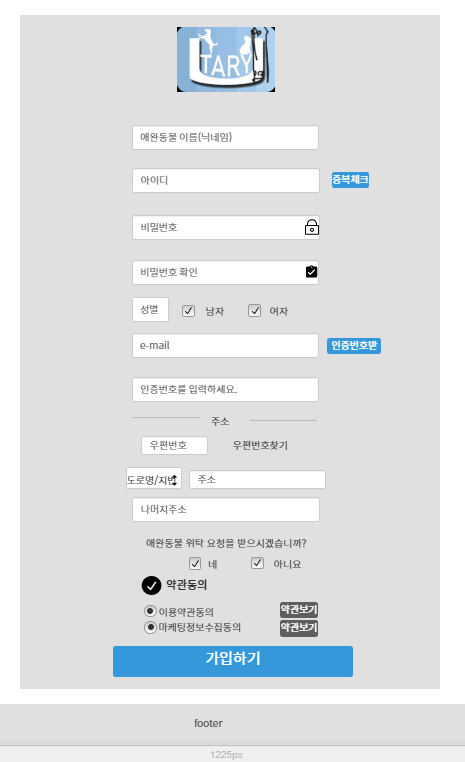 UTARY
애완동물 이름(닉네임)
아이디 중복체크
비밀번호
비밀번호 확인
성별 남자 여자
e-mail 인증번호받
인증번호를 입력하세요.
주소
우편번호 우편번호찾기
도로명/지번 주소
나머지주소
애완동물 위탁 요청을 받으시겠습니까?
네 아니요
약관동의
이용약관동의 약관보기
마케팅정보수집동의 약관보기
가입하기
footer
1225px